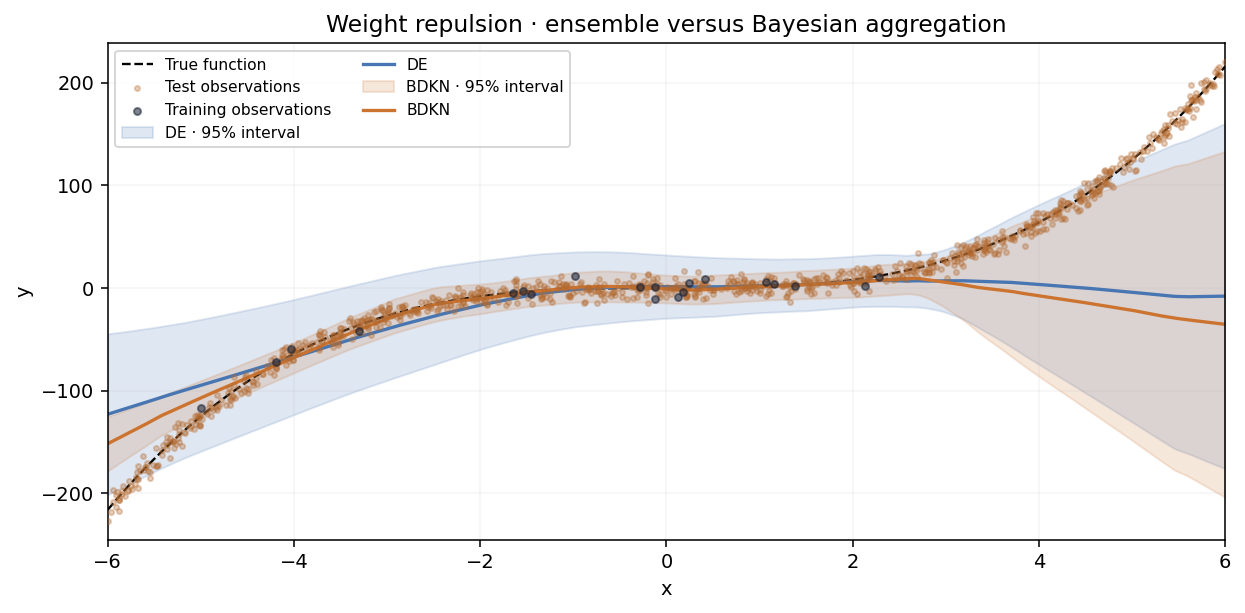 Weight repulsion · ensemble versus Bayesian aggregation
True function
Test observations
Training observations
DE · 95% interval
DE
BDKN · 95% interval
BDKN
y
200
100
0
−100
−200
−6
−4
−2
0
2
4
6
x